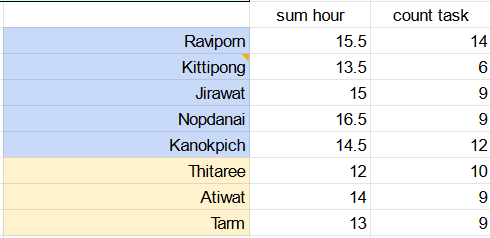 sum hour count task
Raviporn 15.5 14
Kittipong 13.5 6
Jirawat 15 9
Nopdanai 16.5 9
Kanokpich 14.5 12
Thitaree 12 10
Atiwat 14 9
Tarm 13 9